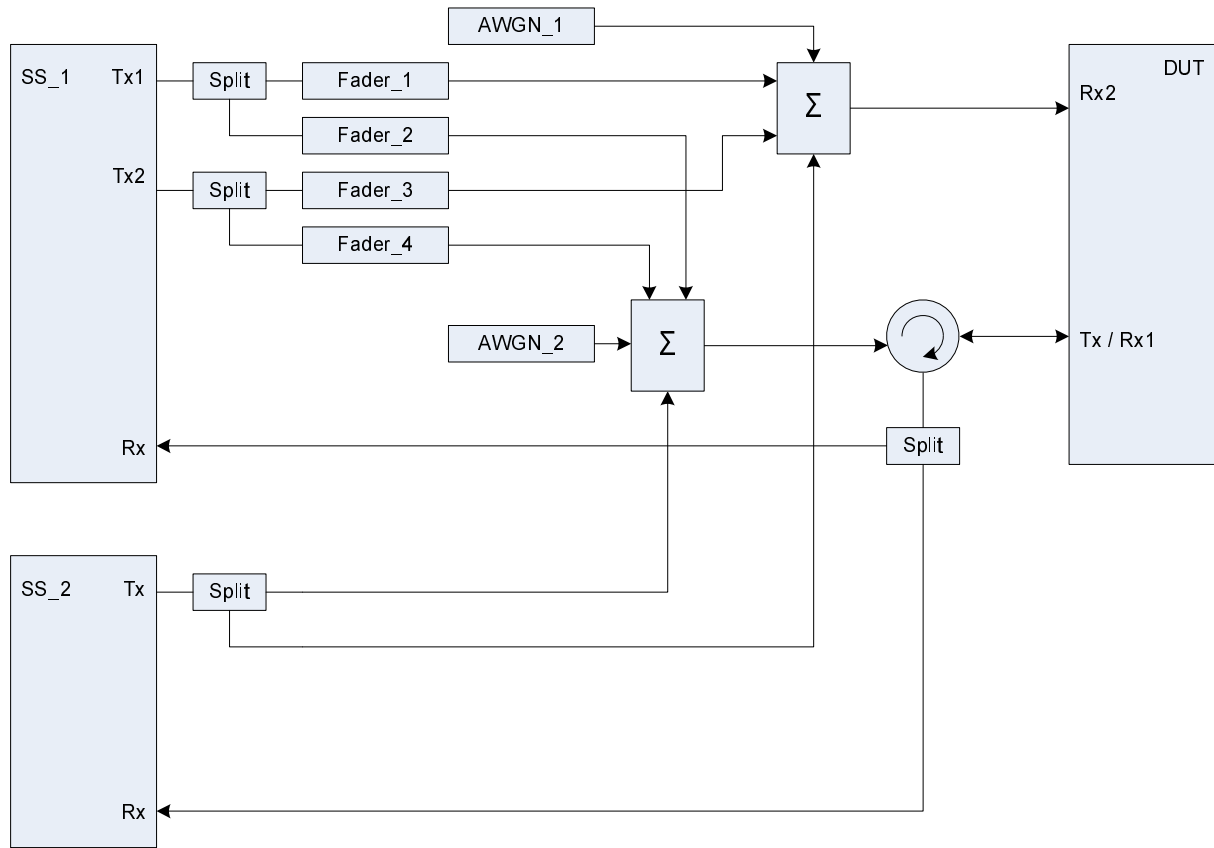 AWGN_1
SS_1
Tx1
Split
Fader_1
Σ
DUT
Rx2
Fader_2
Tx2
Split
Fader_3
Fader_4
AWGN_2
Σ
Tx / Rx1
Rx
Split
SS_2
Tx
Split
Rx